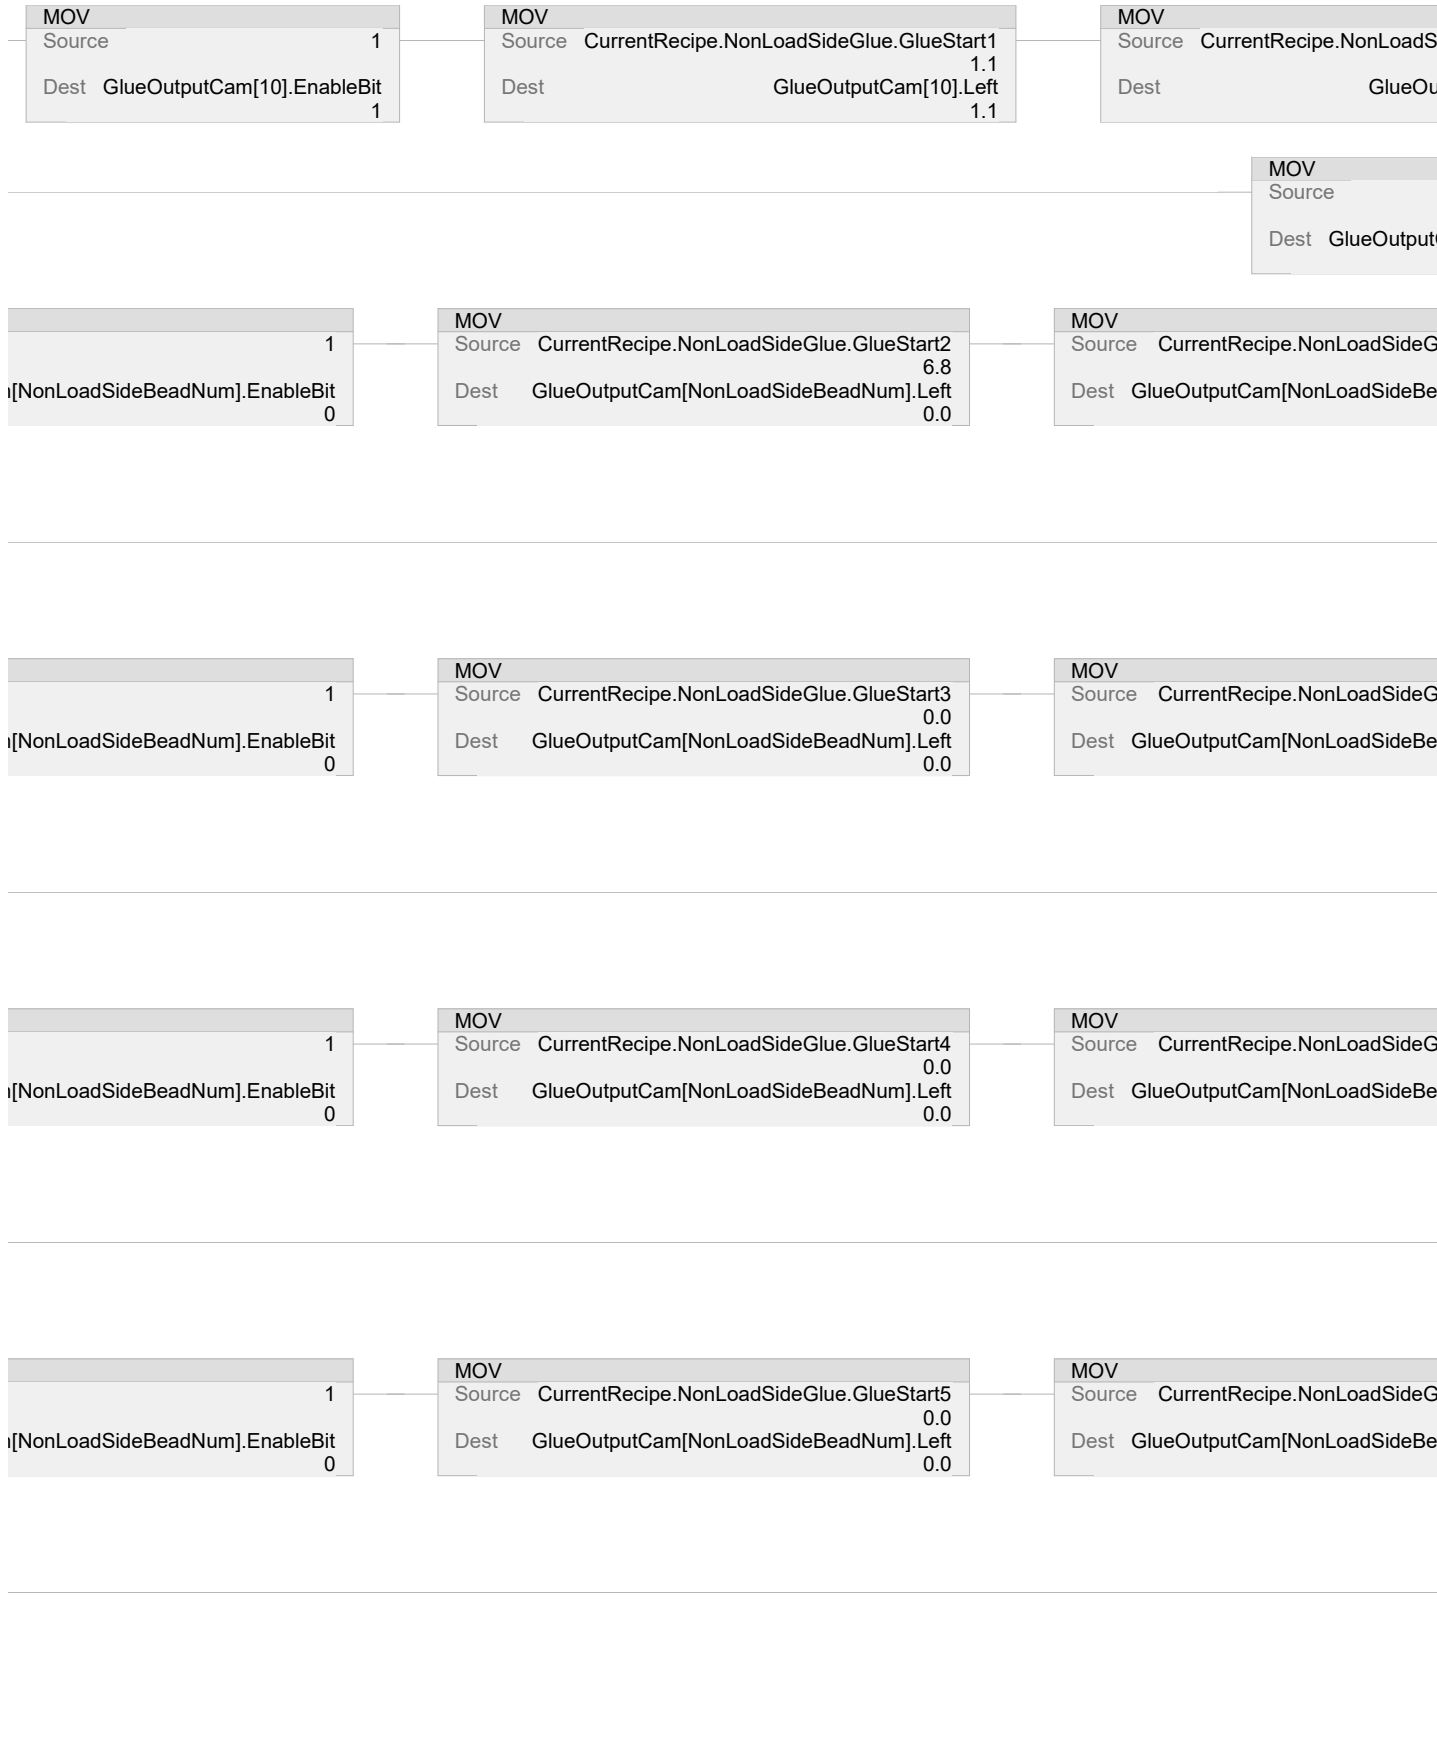 MOV MOV MOV
Source 1 Source CurrentRecipe.NonLoadSideGlue.GlueStart1 Source CurrentRecipe.NonLoadS
1.1
Dest GlueOutputCam[10].EnableBit Dest GlueOutputCam[10].Left Dest GlueOu
1 1.1
MOV
Source
Dest GlueOutput
MOV MOV
1 Source CurrentRecipe.NonLoadSideGlue.GlueStart2 Source CurrentRecipe.NonLoadSideG
6.8
[NonLoadSideBeadNum].EnableBit Dest GlueOutputCam[NonLoadSideBeadNum].Left Dest GlueOutputCam[NonLoadSideBe
0 0.0
MOV MOV
1 Source CurrentRecipe.NonLoadSideGlue.GlueStart3 Source CurrentRecipe.NonLoadSideG
0.0
[NonLoadSideBeadNum].EnableBit Dest GlueOutputCam[NonLoadSideBeadNum].Left Dest GlueOutputCam[NonLoadSideBe
0 0.0
MOV MOV
1 Source CurrentRecipe.NonLoadSideGlue.GlueStart4 Source CurrentRecipe.NonLoadSideG
0.0
[NonLoadSideBeadNum].EnableBit Dest GlueOutputCam[NonLoadSideBeadNum].Left Dest GlueOutputCam[NonLoadSideBe
0 0.0
MOV MOV
1 Source CurrentRecipe.NonLoadSideGlue.GlueStart5 Source CurrentRecipe.NonLoadSideG
0.0
[NonLoadSideBeadNum].EnableBit Dest GlueOutputCam[NonLoadSideBeadNum].Left Dest GlueOutputCam[NonLoadSideBe
0 0.0